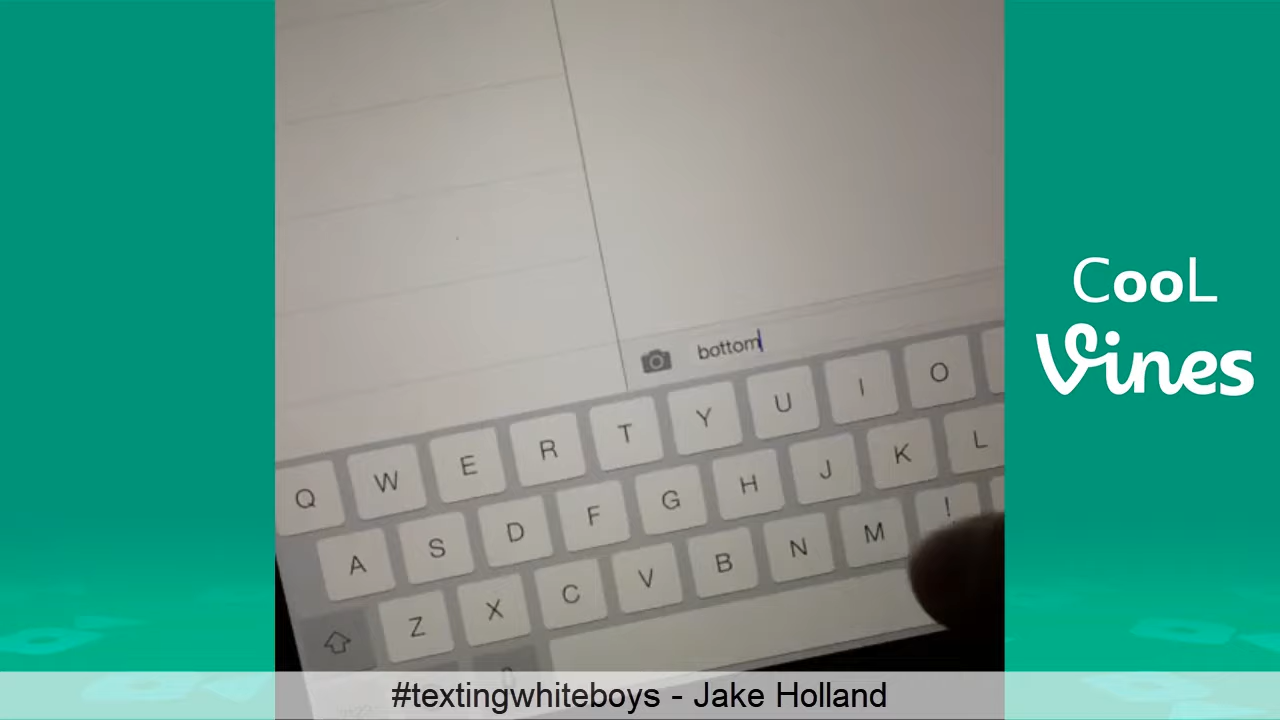 bottom
Q W E R T Y U I O
A S D F G H J K L
Z X C V B N M !
CooL
Vines
#textingwhiteboys - Jake Holland